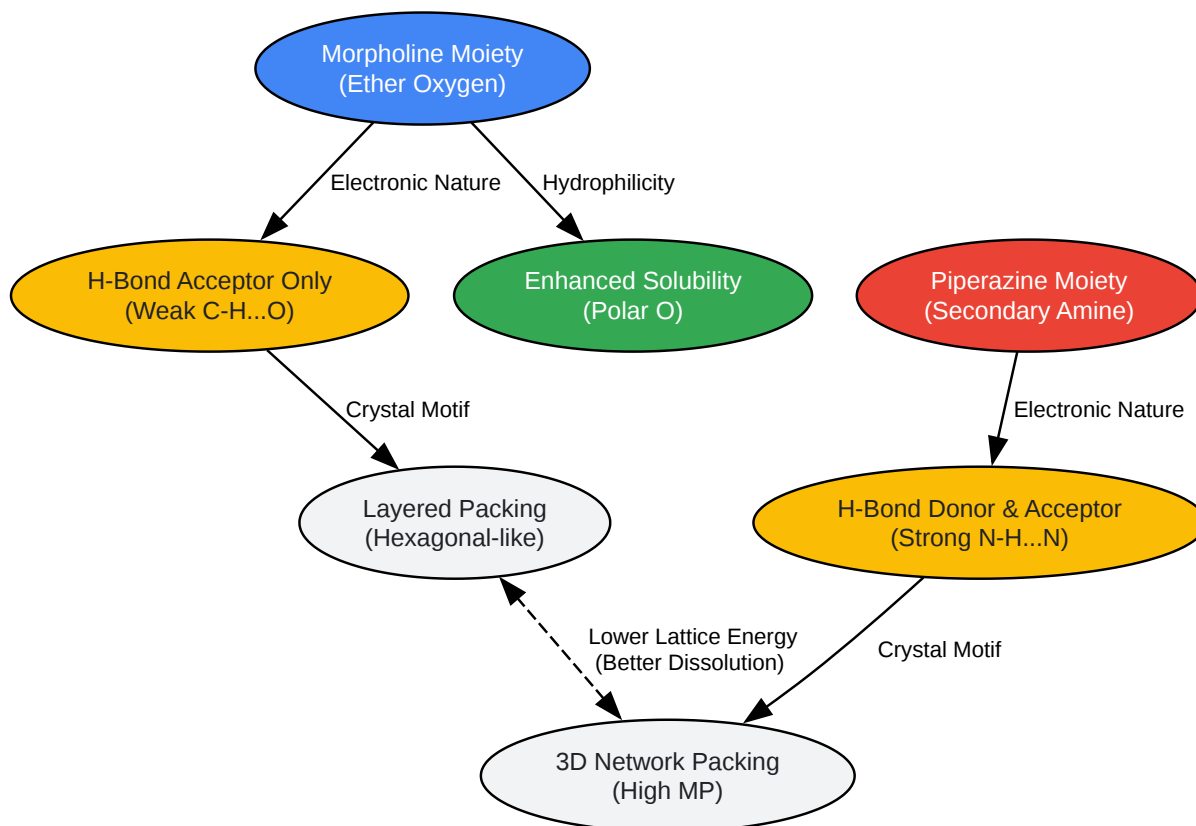 Morpholine Moiety
(Ether Oxygen)
Electronic Nature
Hydrophilicity
H-Bond Acceptor Only
(Weak C-H...O)
Enhanced Solubility
(Polar O)
Piperazine Moiety
(Secondary Amine)
Crystal Motif
Electronic Nature
Layered Packing
(Hexagonal-like)
H-Bond Donor & Acceptor
(Strong N-H...N)
Lower Lattice Energy
(Better Dissolution)
Crystal Motif
3D Network Packing
(High MP)